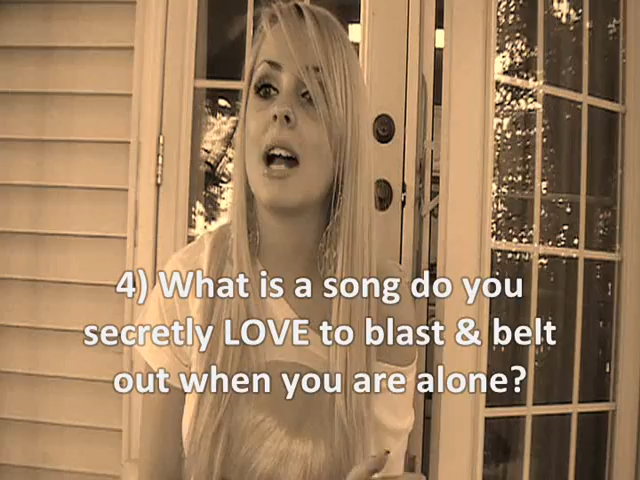 4) What is a song do you
secretly LOVE to blast & belt
out when you are alone?